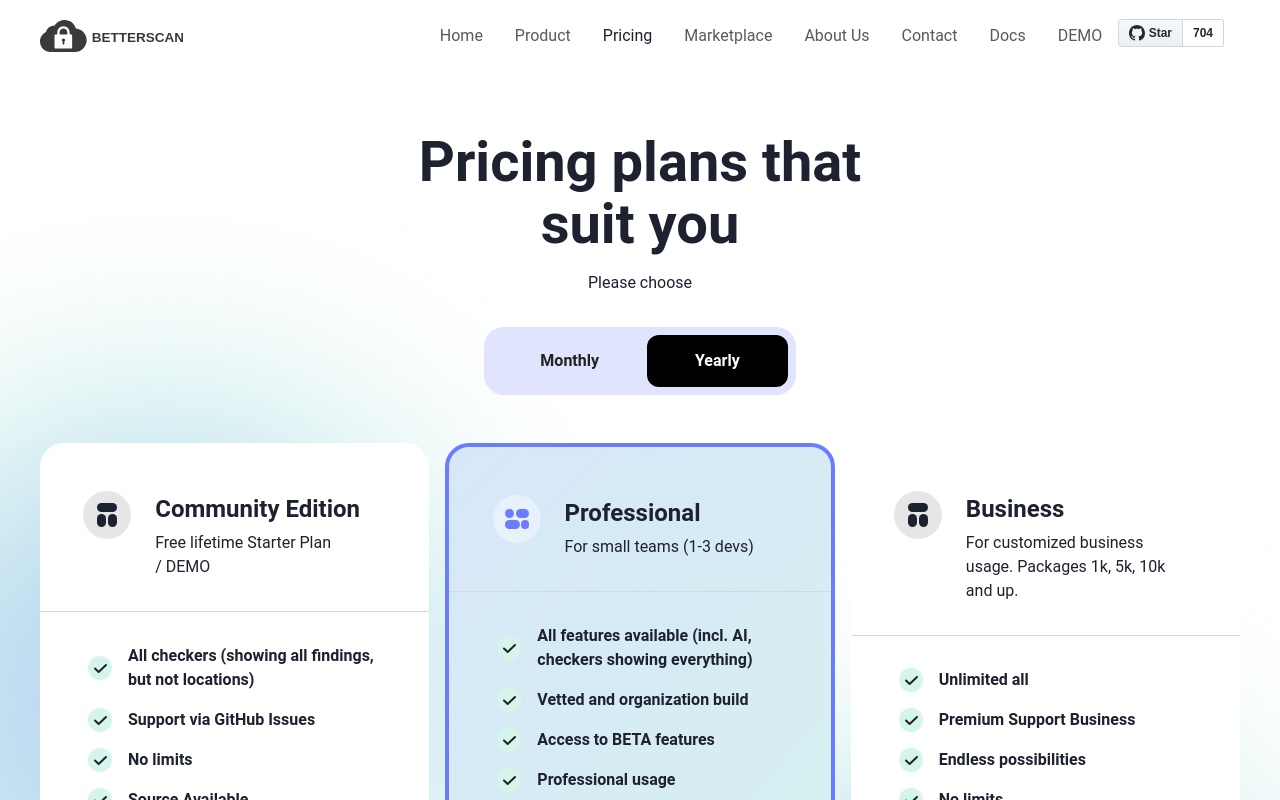 BETTERSCAN
Home
Product
Pricing
Marketplace
About Us
Contact
Docs
DEMO
Star
704
Pricing plans that
suit you
Please choose
Monthly
Yearly
Community Edition
Free lifetime Starter Plan
/ DEMO
All checkers (showing all findings,
but not locations)
Support via GitHub Issues
No limits
Source Available
Professional
For small teams (1-3 devs)
All features available (incl. AI,
checkers showing everything)
Vetted and organization build
Access to BETA features
Professional usage
Business
For customized business
usage. Packages 1k, 5k, 10k
and up.
Unlimited all
Premium Support Business
Endless possibilities
No limits